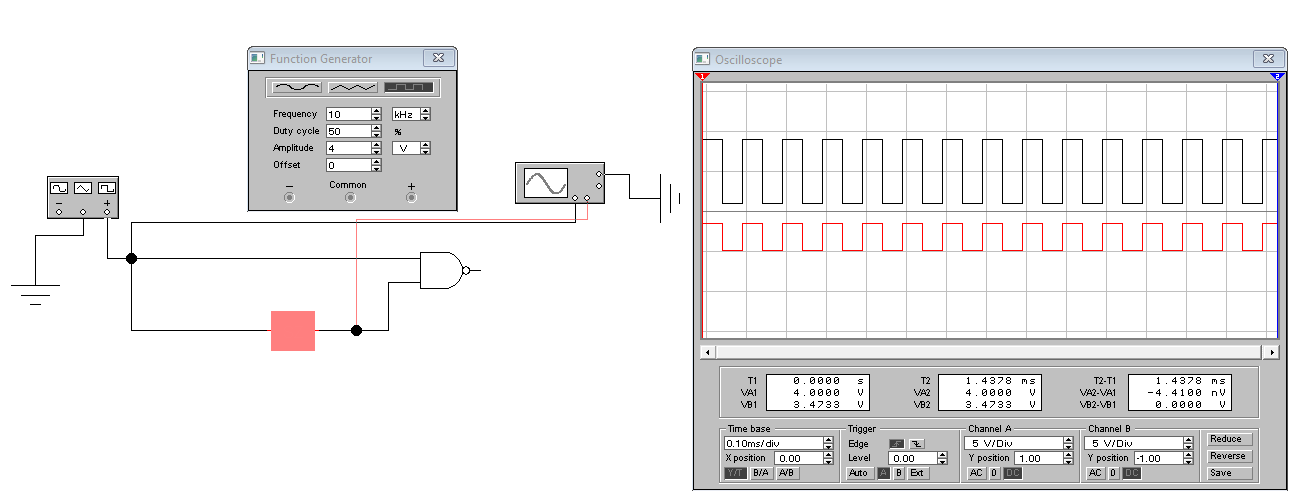 Function Generator
Frequency 10 kHz
Duty cycle 50 %
Amplitude 4 V
Offset 0
− Common +
− +
Oscilloscope
1 2
T1 0.0000 s T2 1.4378 ms T2-T1 1.4378 ms
VA1 4.0000 V VA2 4.0000 V VA2-VA1 -4.4100 nV
VB1 3.4733 V VB2 3.4733 V VB2-VB1 0.0000 V
Time base Trigger Channel A Channel B
0.10ms/div Edge 5 V/Div 5 V/Div Reduce
X position 0.00 Level 0.00 Y position 1.00 Y position -1.00 Reverse
Y/T B/A A/B Auto A B Ext AC 0 DC AC 0 DC Save